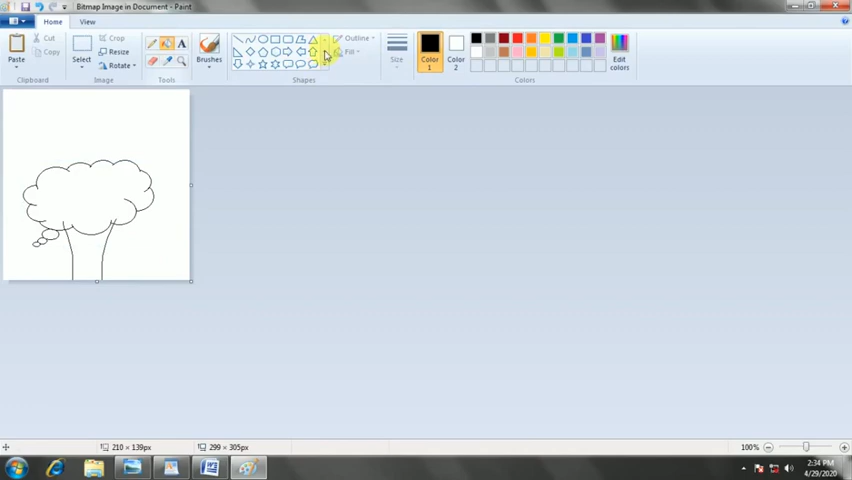 Bitmap Image in Document - Paint
Home View
Paste
Cut
Copy
Clipboard
Select
Crop
Resize
Rotate
Image
A
Tools
Brushes
Outline
Fill
Shapes
Size
Color 1
Color 2
Edit colors
Colors
210 × 139px
299 × 305px
100%
2:34 PM
4/29/2020